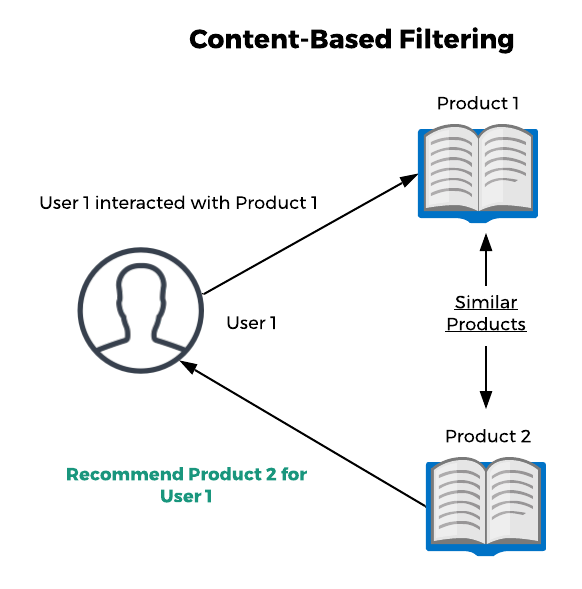 Content-Based Filtering
Product 1
User 1 interacted with Product 1
User 1
Similar
Products
Product 2
Recommend Product 2 for
User 1